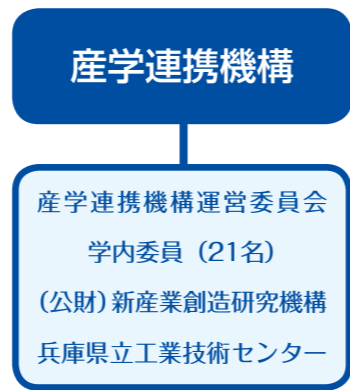 産学連携機構
産学連携機構運営委員会
学内委員（21名）
(公財)新産業創造研究機構
兵庫県立工業技術センター